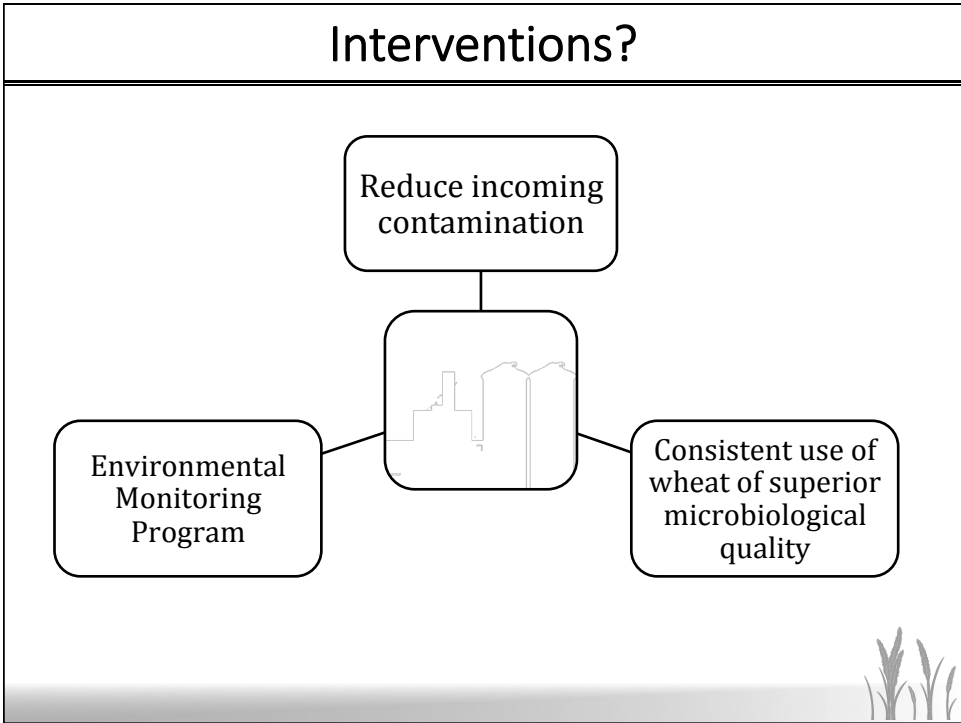 Interventions?
Reduce incoming
contamination
Environmental
Monitoring
Program
Consistent use of
wheat of superior
microbiological
quality